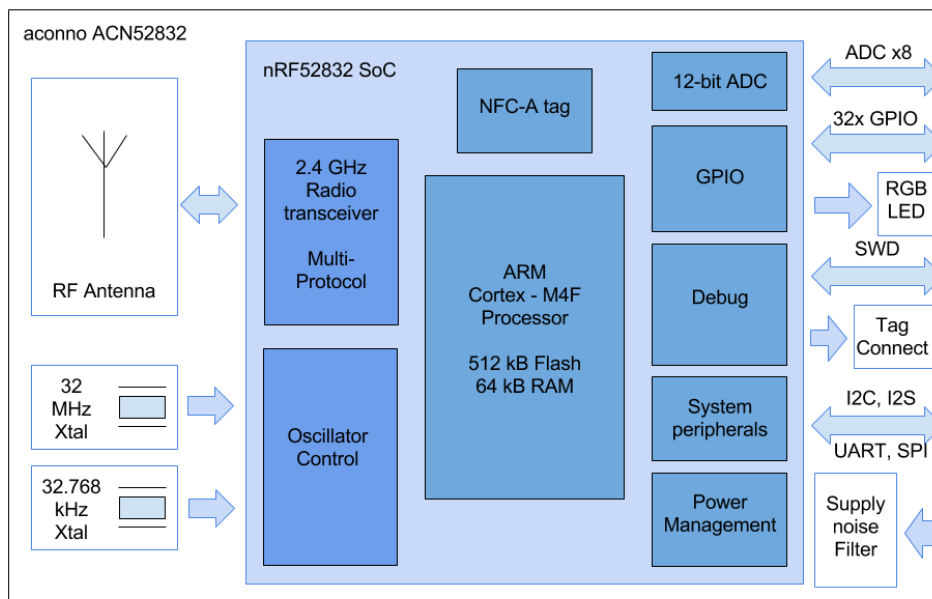 aconno ACN52832
RF Antenna
32
MHz
Xtal
32.768
kHz
Xtal
nRF52832 SoC
2.4 GHz
Radio
transceiver
Multi-
Protocol
Oscillator
Control
NFC-A tag
ARM
Cortex - M4F
Processor
512 kB Flash
64 kB RAM
12-bit ADC
GPIO
Debug
System
peripherals
Power
Management
ADC x8
32x GPIO
RGB
LED
SWD
Tag
Connect
I2C, I2S
UART, SPI
Supply
noise
Filter